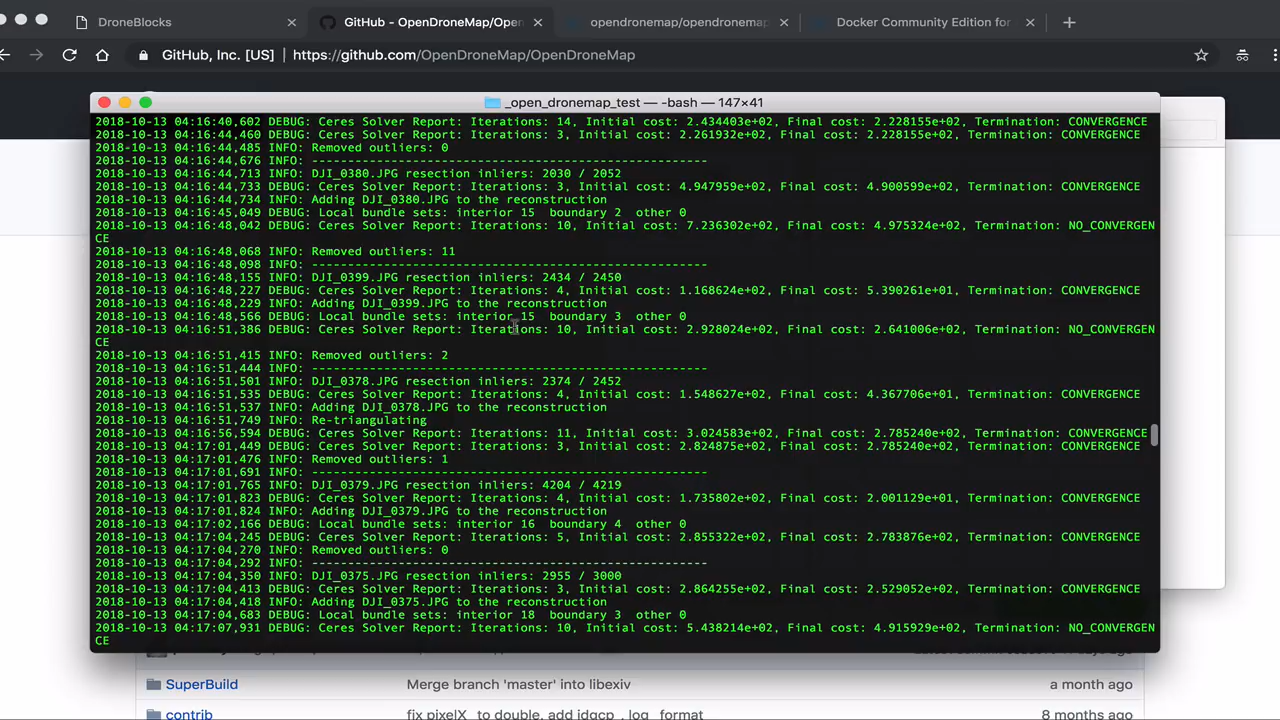 DroneBlocks
GitHub - OpenDroneMap/Open
opendronemap/opendronemap
Docker Community Edition for
GitHub, Inc. [US] | https://github.com/OpenDroneMap/OpenDroneMap
_open_dronemap_test — -bash — 147×41
2018-10-13 04:16:40,602 DEBUG: Ceres Solver Report: Iterations: 14, Initial cost: 2.434403e+02, Final cost: 2.228155e+02, Termination: CONVERGENCE
2018-10-13 04:16:44,460 DEBUG: Ceres Solver Report: Iterations: 3, Initial cost: 2.261932e+02, Final cost: 2.228155e+02, Termination: CONVERGENCE
2018-10-13 04:16:44,485 INFO: Removed outliers: 0
2018-10-13 04:16:44,676 INFO: -------------------------------------------------------
2018-10-13 04:16:44,713 INFO: DJI_0380.JPG resection inliers: 2030 / 2052
2018-10-13 04:16:44,733 DEBUG: Ceres Solver Report: Iterations: 3, Initial cost: 4.947959e+02, Final cost: 4.900599e+02, Termination: CONVERGENCE
2018-10-13 04:16:44,734 INFO: Adding DJI_0380.JPG to the reconstruction
2018-10-13 04:16:45,049 DEBUG: Local bundle sets: interior 15  boundary 2  other 0
2018-10-13 04:16:48,042 DEBUG: Ceres Solver Report: Iterations: 10, Initial cost: 7.236302e+02, Final cost: 4.975324e+02, Termination: NO_CONVERGEN
CE
2018-10-13 04:16:48,068 INFO: Removed outliers: 11
2018-10-13 04:16:48,098 INFO: -------------------------------------------------------
2018-10-13 04:16:48,155 INFO: DJI_0399.JPG resection inliers: 2434 / 2450
2018-10-13 04:16:48,227 DEBUG: Ceres Solver Report: Iterations: 4, Initial cost: 1.168624e+02, Final cost: 5.390261e+01, Termination: CONVERGENCE
2018-10-13 04:16:48,229 INFO: Adding DJI_0399.JPG to the reconstruction
2018-10-13 04:16:48,566 DEBUG: Local bundle sets: interior 15  boundary 3  other 0
2018-10-13 04:16:51,386 DEBUG: Ceres Solver Report: Iterations: 10, Initial cost: 2.928024e+02, Final cost: 2.641006e+02, Termination: NO_CONVERGEN
CE
2018-10-13 04:16:51,415 INFO: Removed outliers: 2
2018-10-13 04:16:51,444 INFO: -------------------------------------------------------
2018-10-13 04:16:51,501 INFO: DJI_0378.JPG resection inliers: 2374 / 2452
2018-10-13 04:16:51,535 DEBUG: Ceres Solver Report: Iterations: 4, Initial cost: 1.548627e+02, Final cost: 4.367706e+01, Termination: CONVERGENCE
2018-10-13 04:16:51,537 INFO: Adding DJI_0378.JPG to the reconstruction
2018-10-13 04:16:51,749 INFO: Re-triangulating
2018-10-13 04:16:56,594 DEBUG: Ceres Solver Report: Iterations: 11, Initial cost: 3.024583e+02, Final cost: 2.785240e+02, Termination: CONVERGENCE
2018-10-13 04:17:01,449 DEBUG: Ceres Solver Report: Iterations: 3, Initial cost: 2.824875e+02, Final cost: 2.785240e+02, Termination: CONVERGENCE
2018-10-13 04:17:01,476 INFO: Removed outliers: 1
2018-10-13 04:17:01,691 INFO: -------------------------------------------------------
2018-10-13 04:17:01,765 INFO: DJI_0379.JPG resection inliers: 4204 / 4219
2018-10-13 04:17:01,823 DEBUG: Ceres Solver Report: Iterations: 4, Initial cost: 1.735802e+02, Final cost: 2.001129e+01, Termination: CONVERGENCE
2018-10-13 04:17:01,824 INFO: Adding DJI_0379.JPG to the reconstruction
2018-10-13 04:17:02,166 DEBUG: Local bundle sets: interior 16  boundary 4  other 0
2018-10-13 04:17:04,245 DEBUG: Ceres Solver Report: Iterations: 5, Initial cost: 2.855322e+02, Final cost: 2.783876e+02, Termination: CONVERGENCE
2018-10-13 04:17:04,270 INFO: Removed outliers: 0
2018-10-13 04:17:04,292 INFO: -------------------------------------------------------
2018-10-13 04:17:04,350 INFO: DJI_0375.JPG resection inliers: 2955 / 3000
2018-10-13 04:17:04,413 DEBUG: Ceres Solver Report: Iterations: 3, Initial cost: 2.864255e+02, Final cost: 2.529052e+02, Termination: CONVERGENCE
2018-10-13 04:17:04,418 INFO: Adding DJI_0375.JPG to the reconstruction
2018-10-13 04:17:04,683 DEBUG: Local bundle sets: interior 18  boundary 3  other 0
2018-10-13 04:17:07,931 DEBUG: Ceres Solver Report: Iterations: 10, Initial cost: 5.438214e+02, Final cost: 4.915929e+02, Termination: NO_CONVERGEN
CE
SuperBuild
Merge branch 'master' into libexiv
a month ago
contrib
fix pixelX_ to double, add idgcp_, log_ format
8 months ago